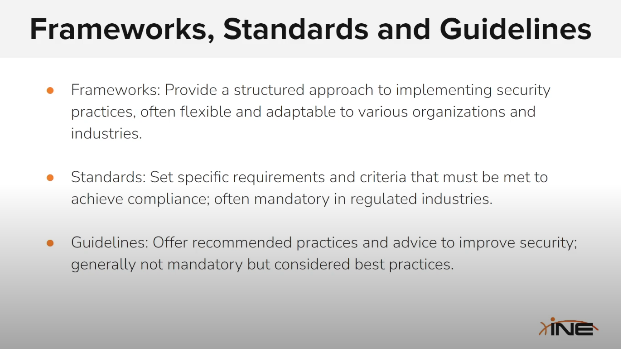 Frameworks, Standards and Guidelines
Frameworks: Provide a structured approach to implementing security
practices, often flexible and adaptable to various organizations and
industries.
Standards: Set specific requirements and criteria that must be met to
achieve compliance; often mandatory in regulated industries.
Guidelines: Offer recommended practices and advice to improve security;
generally not mandatory but considered best practices.
INE